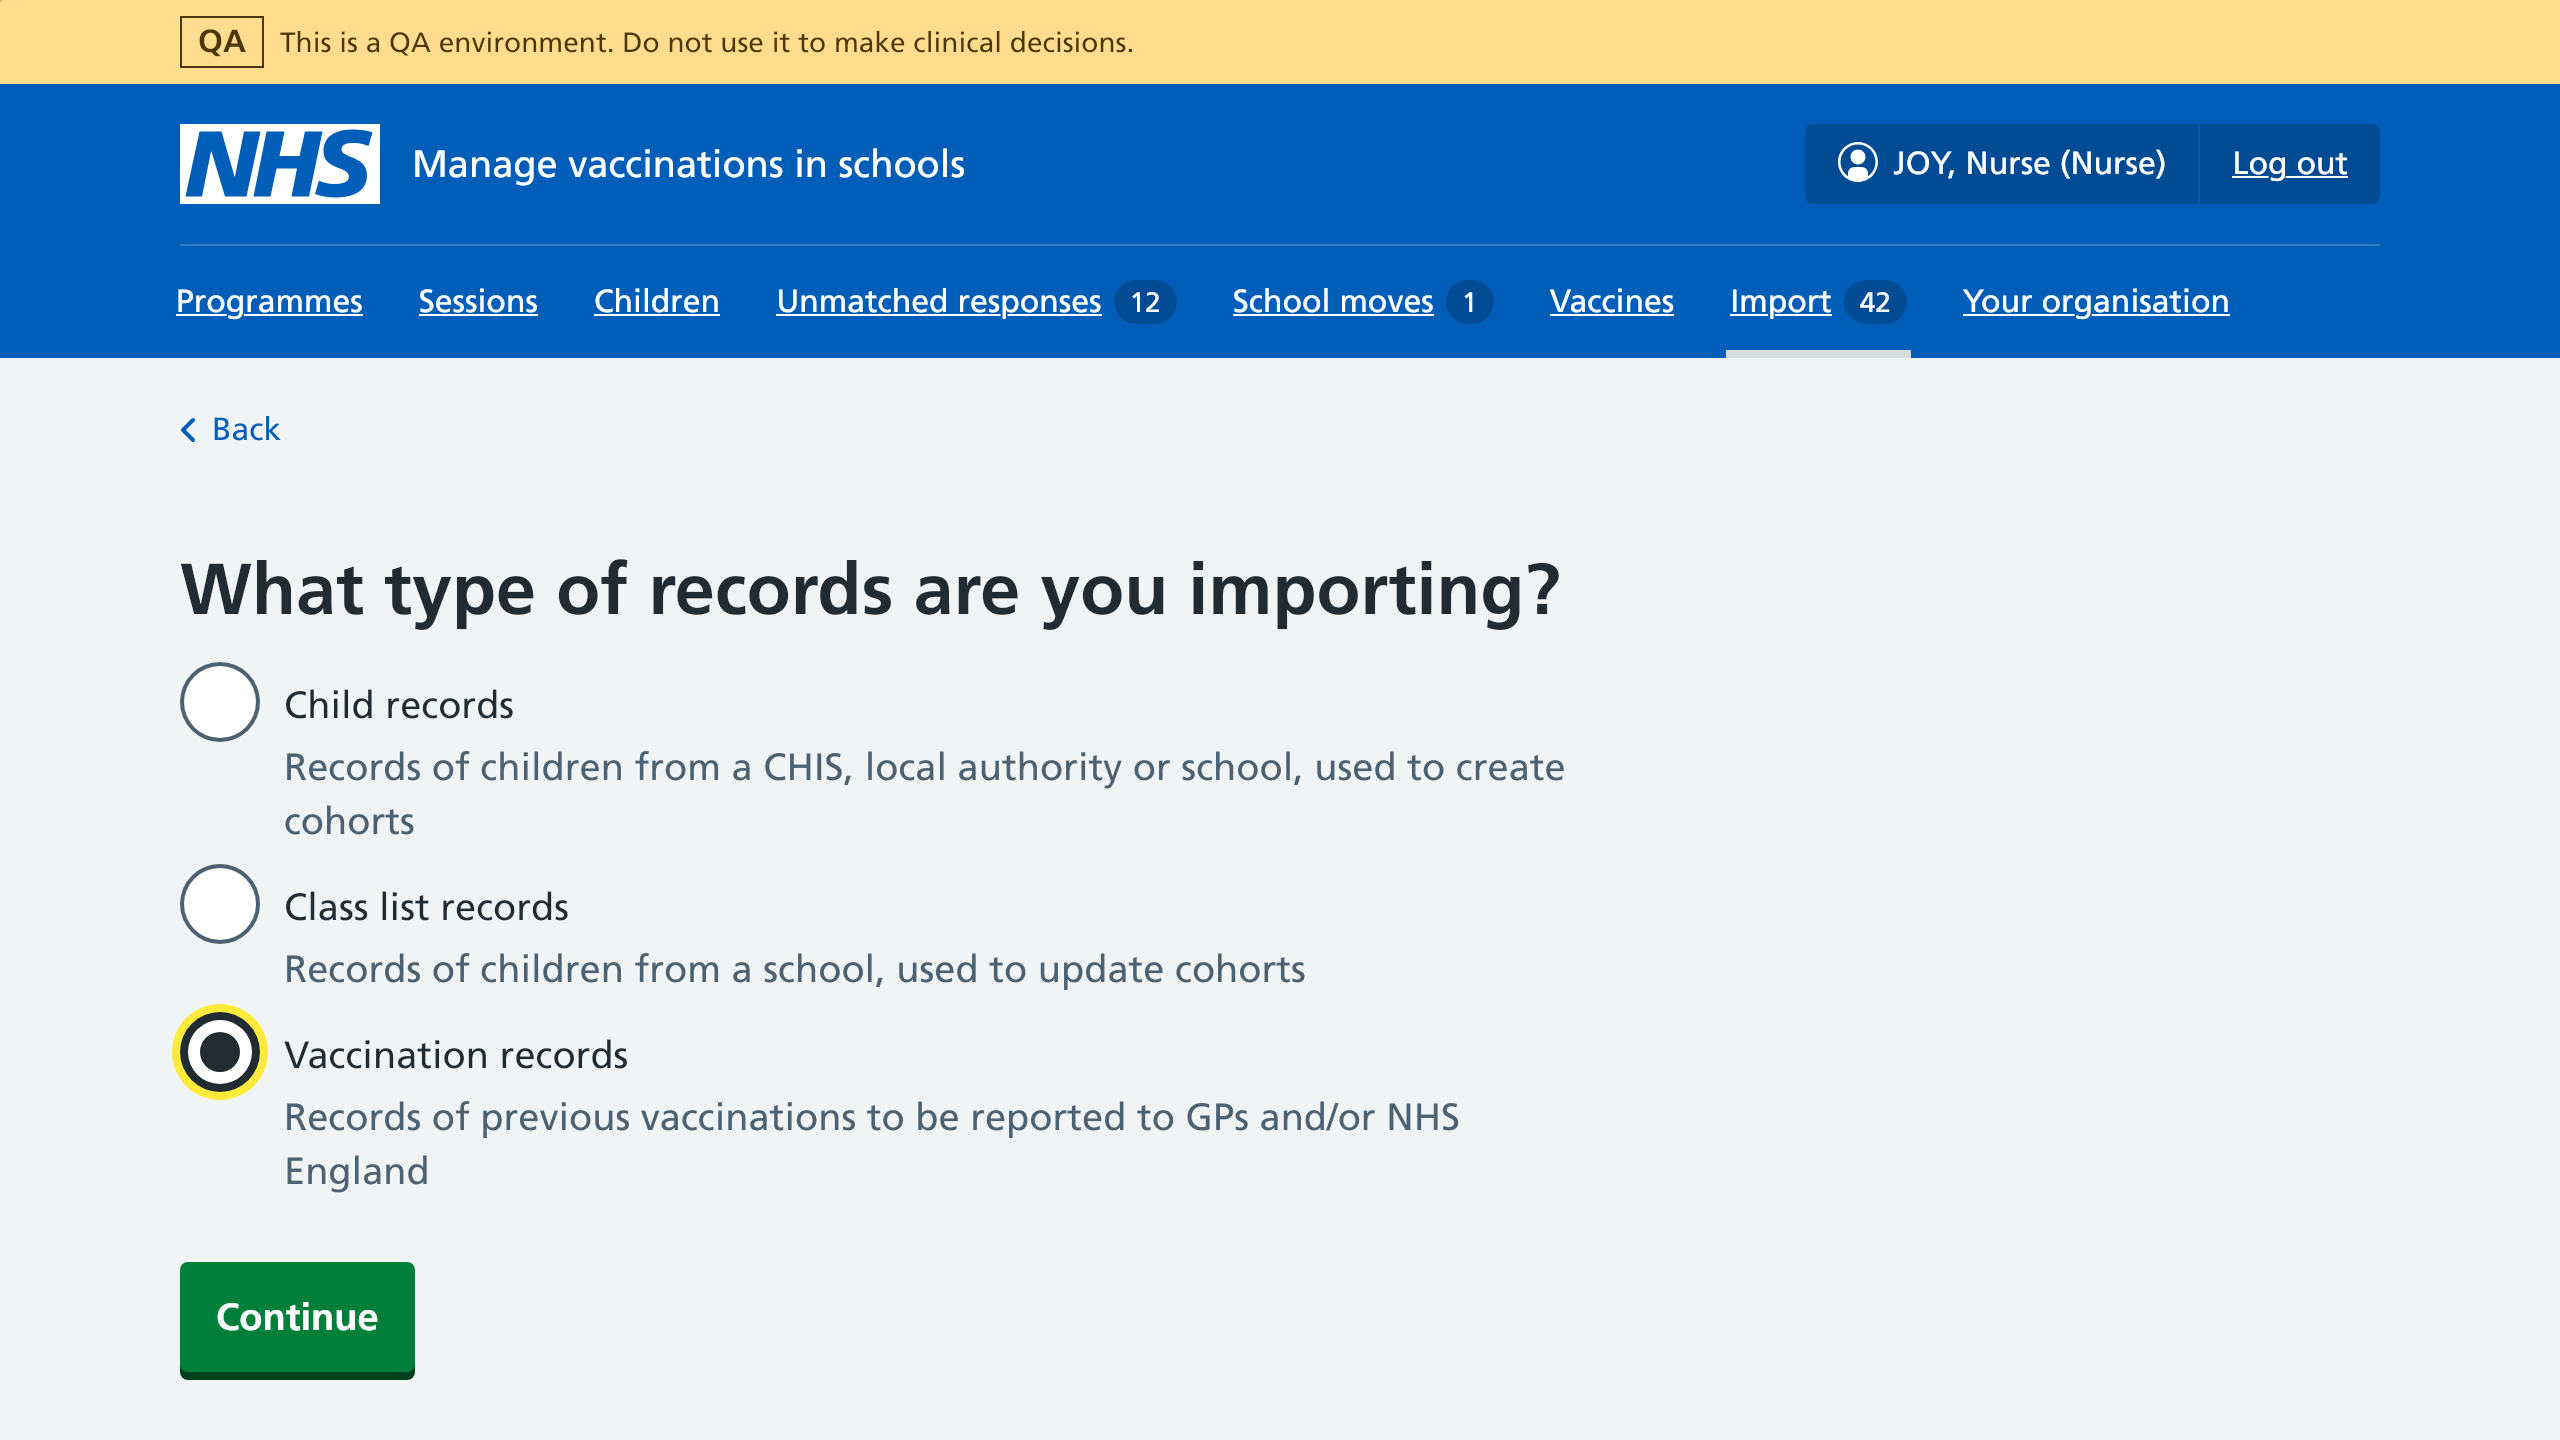 QA This is a QA environment. Do not use it to make clinical decisions.
NHS Manage vaccinations in schools JOY, Nurse (Nurse) Log out
Programmes Sessions Children Unmatched responses 12 School moves 1 Vaccines Import 42 Your organisation
Back
What type of records are you importing?
Child records
Records of children from a CHIS, local authority or school, used to create
cohorts
Class list records
Records of children from a school, used to update cohorts
Vaccination records
Records of previous vaccinations to be reported to GPs and/or NHS
England
Continue